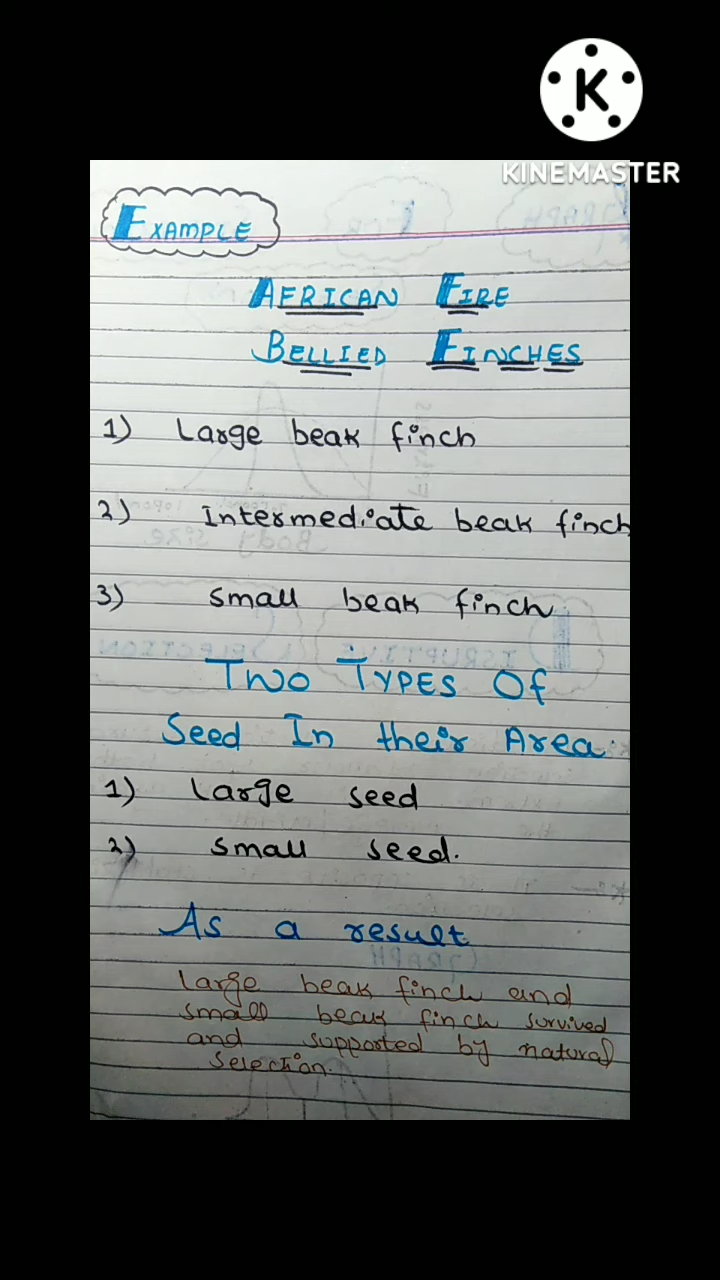 K
KINEMASTER
EXAMPLE
AFRICAN FIRE
BELLIED FINCHES
1) Large beak finch
2) Intermediate beak finch
3) small beak finch
TWO TYPES Of
Seed In their Area
1) Large seed
2) small seed.
As a result
large beak finch and
small beak finch survived
and supported by natural
selection.